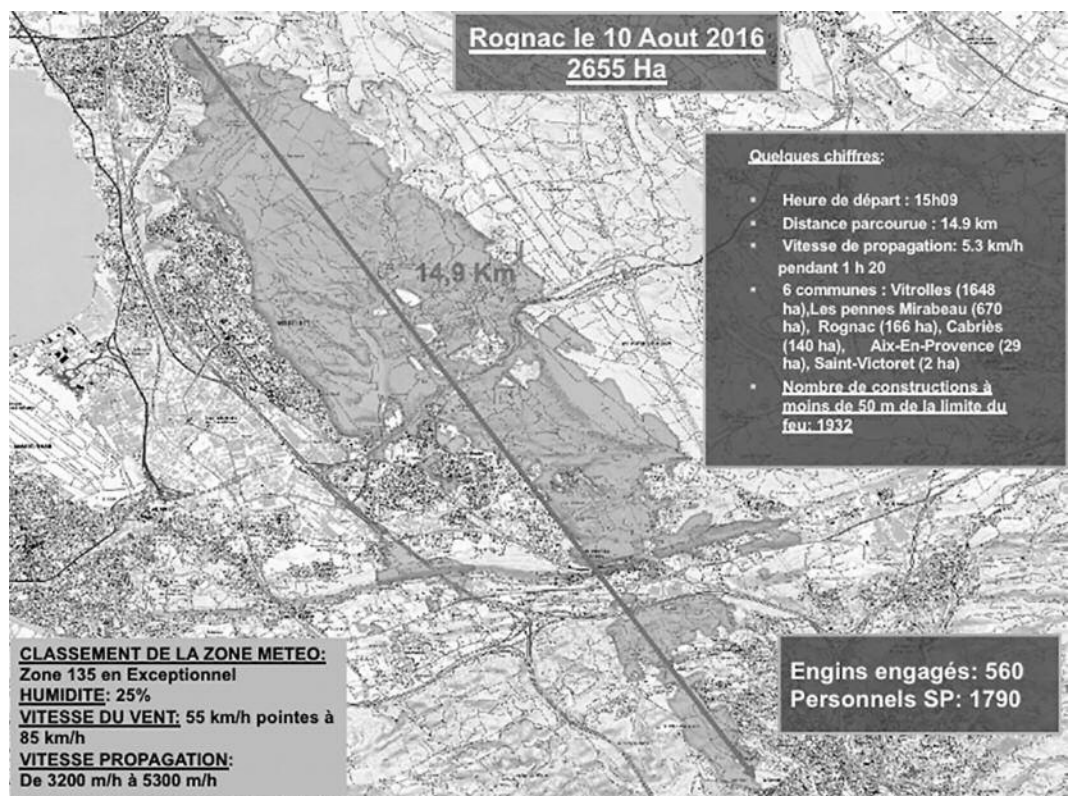 Rognac le 10 Aout 2016
2655 Ha
Quelques chiffres:
▪ Heure de départ : 15h09
▪ Distance parcourue : 14.9 km
▪ Vitesse de propagation: 5.3 km/h
pendant 1 h 20
▪ 6 communes : Vitrolles (1648
ha),Les pennes Mirabeau (670
ha), Rognac (166 ha), Cabriès
(140 ha), Aix-En-Provence (29
ha), Saint-Victoret (2 ha)
▪ Nombre de constructions à
moins de 50 m de la limite du
feu: 1932
14,9 Km
CLASSEMENT DE LA ZONE METEO:
Zone 135 en Exceptionnel
HUMIDITE: 25%
VITESSE DU VENT: 55 km/h pointes à
85 km/h
VITESSE PROPAGATION:
De 3200 m/h à 5300 m/h
Engins engagés: 560
Personnels SP: 1790